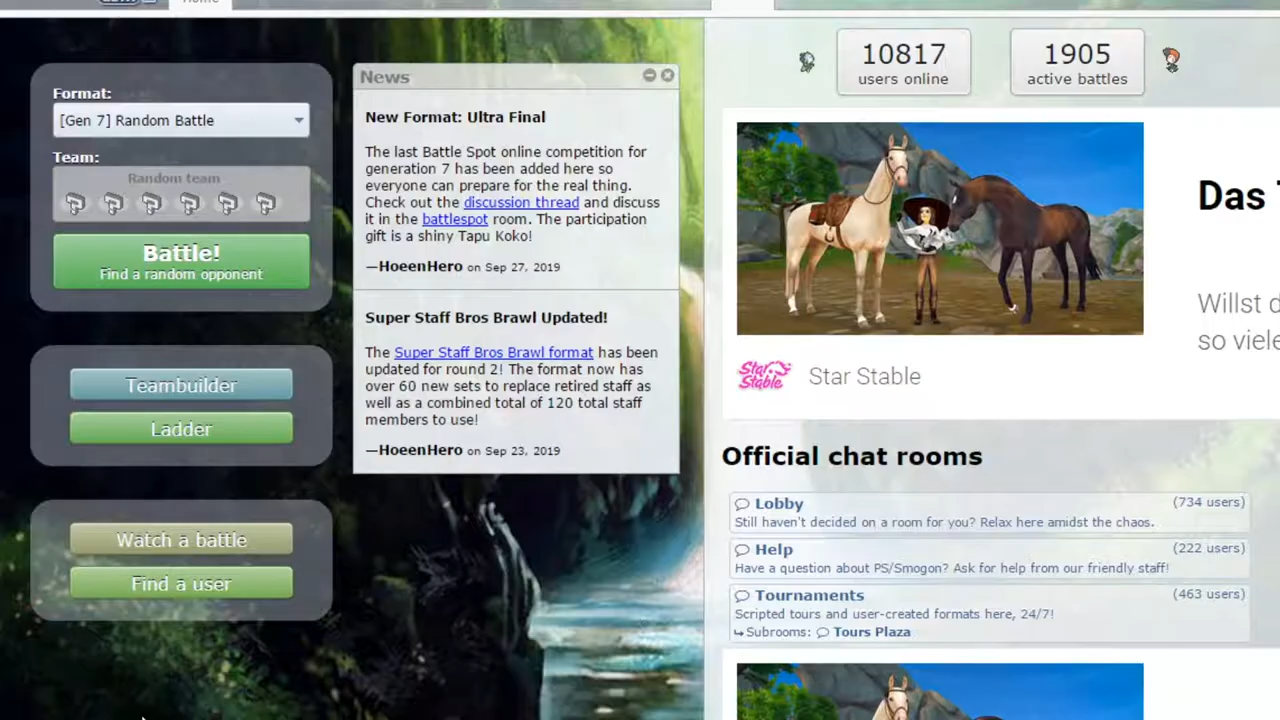 Home
Format:
[Gen 7] Random Battle
Team:
Random team
Battle!
Find a random opponent
Teambuilder
Ladder
Watch a battle
Find a user
News
New Format: Ultra Final
The last Battle Spot online competition for
generation 7 has been added here so
everyone can prepare for the real thing.
Check out the discussion thread and discuss
it in the battlespot room. The participation
gift is a shiny Tapu Koko!
—HoeenHero on Sep 27, 2019
Super Staff Bros Brawl Updated!
The Super Staff Bros Brawl format has been
updated for round 2! The format now has
over 60 new sets to replace retired staff as
well as a combined total of 120 total staff
members to use!
—HoeenHero on Sep 23, 2019
10817
users online
1905
active battles
Das
Willst d
so viele
Star Stable
Star Stable
Official chat rooms
Lobby (734 users)
Still haven't decided on a room for you? Relax here amidst the chaos.
Help (222 users)
Have a question about PS/Smogon? Ask for help from our friendly staff!
Tournaments (463 users)
Scripted tours and user-created formats here, 24/7!
↳ Subrooms: Tours Plaza